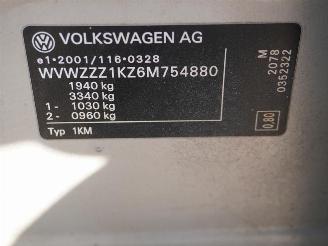 VOLKSWAGEN AG
e1*2001/116*0328
WVWZZZ1KZ6M754880
1940 kg
3340 kg
1 - 1030 kg
2 - 0960 kg
Typ 1KM
M
2078
0352322
0,80